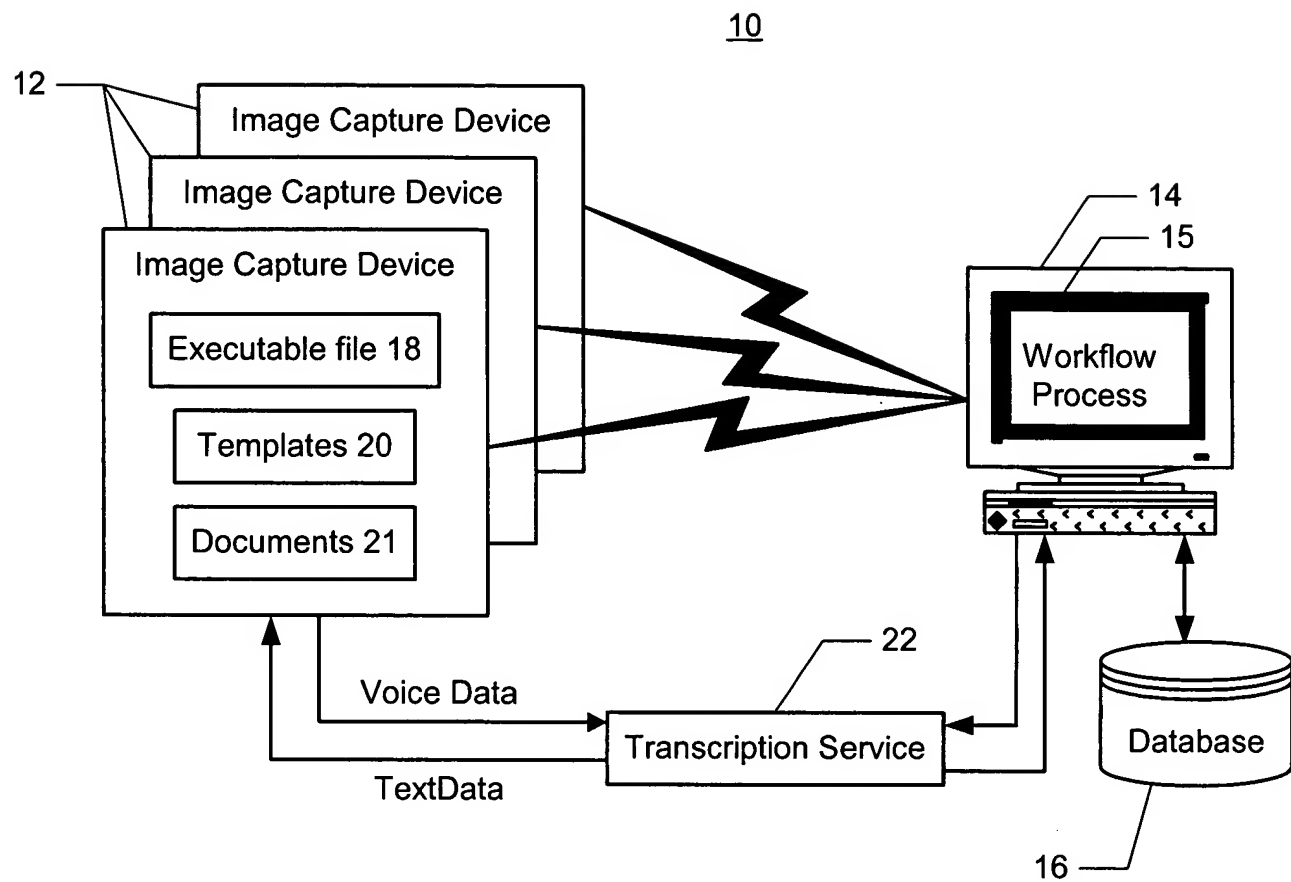 10
12
Image Capture Device
Image Capture Device
Image Capture Device
Executable file 18
Templates 20
Documents 21
14
15
Workflow
Process
Voice Data
TextData
22
Transcription Service
Database
16